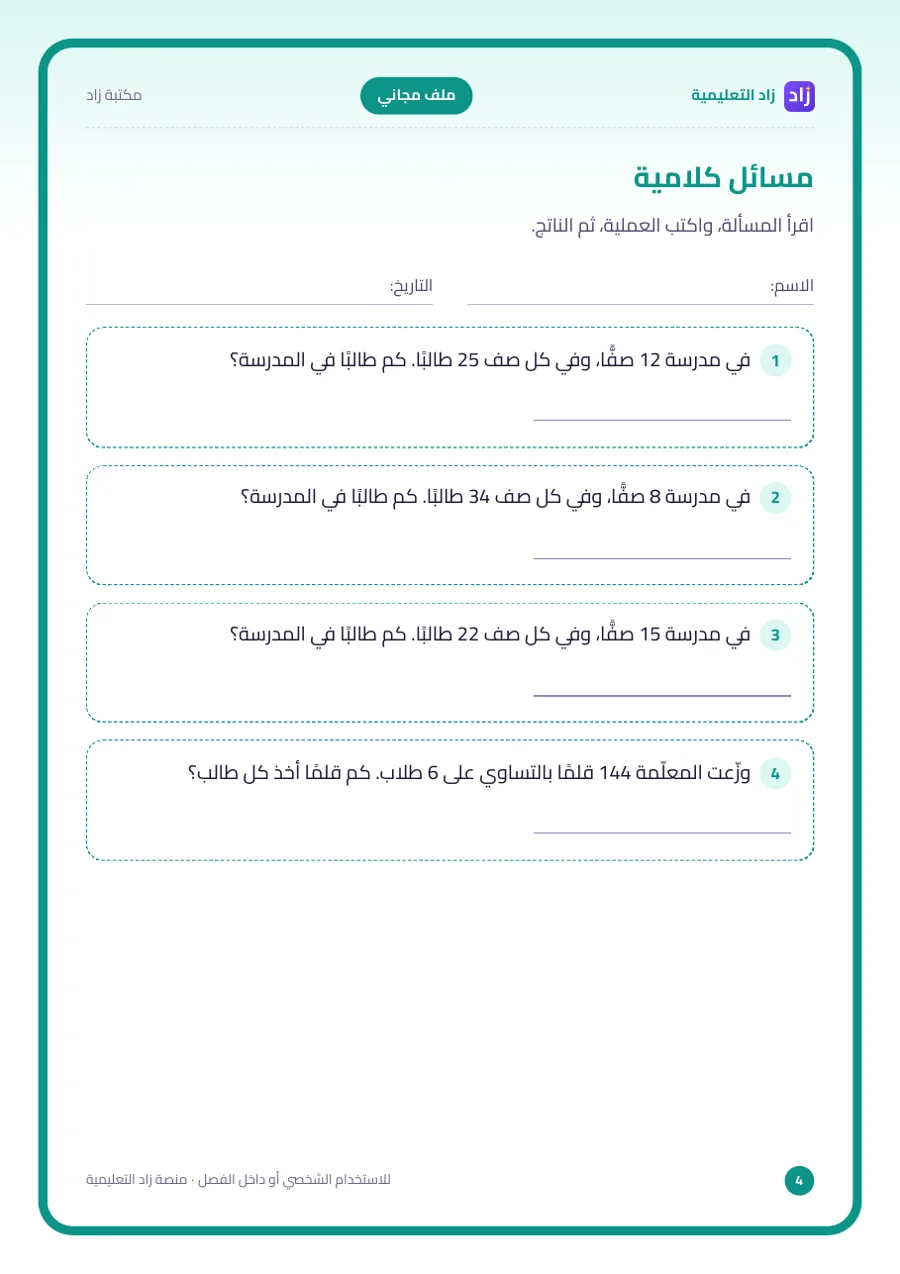 زاد
زاد التعليمية
ملف مجاني
مكتبة زاد
مسائل كلامية
اقرأ المسألة، واكتب العملية، ثم الناتج.
الاسم:
التاريخ:
1 في مدرسة 12 صفًّا، وفي كل صف 25 طالبًا. كم طالبًا في المدرسة؟
2 في مدرسة 8 صفًّا، وفي كل صف 34 طالبًا. كم طالبًا في المدرسة؟
3 في مدرسة 15 صفًّا، وفي كل صف 22 طالبًا. كم طالبًا في المدرسة؟
4 وزّعت المعلّمة 144 قلمًا بالتساوي على 6 طلاب. كم قلمًا أخذ كل طالب؟
4
للاستخدام الشخصي أو داخل الفصل · منصة زاد التعليمية